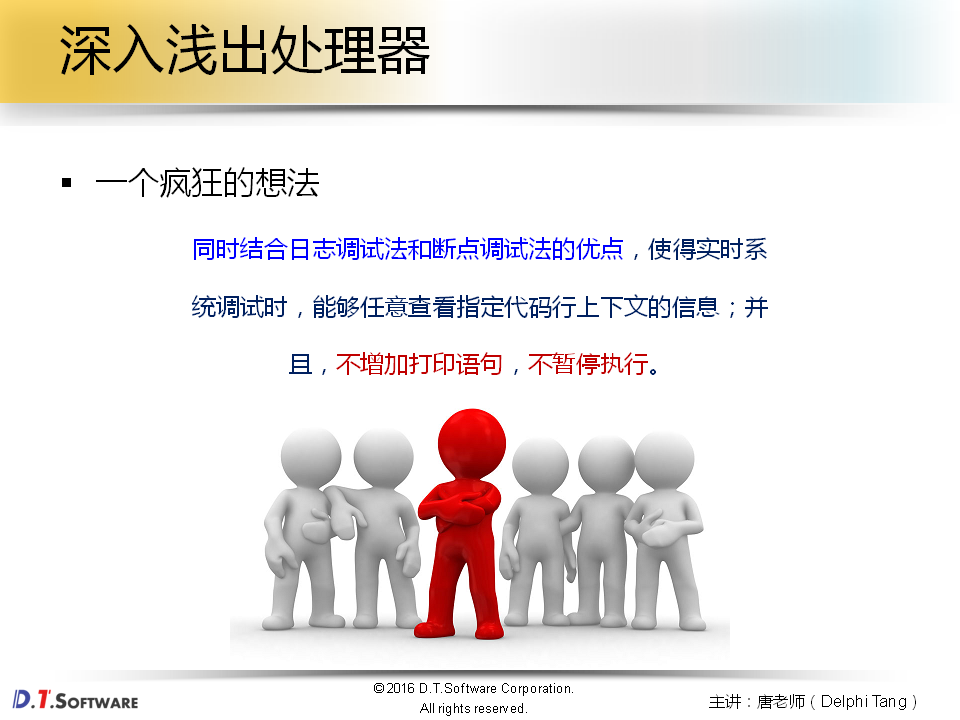 深入浅出处理器
▪ 一个疯狂的想法
同时结合日志调试法和断点调试法的优点，使得实时系
统调试时，能够任意查看指定代码行上下文的信息；并
且，不增加打印语句，不暂停执行。
D.T.SOFTWARE
©2016 D.T.Software Corporation.
All rights reserved.
主讲：唐老师（Delphi Tang）